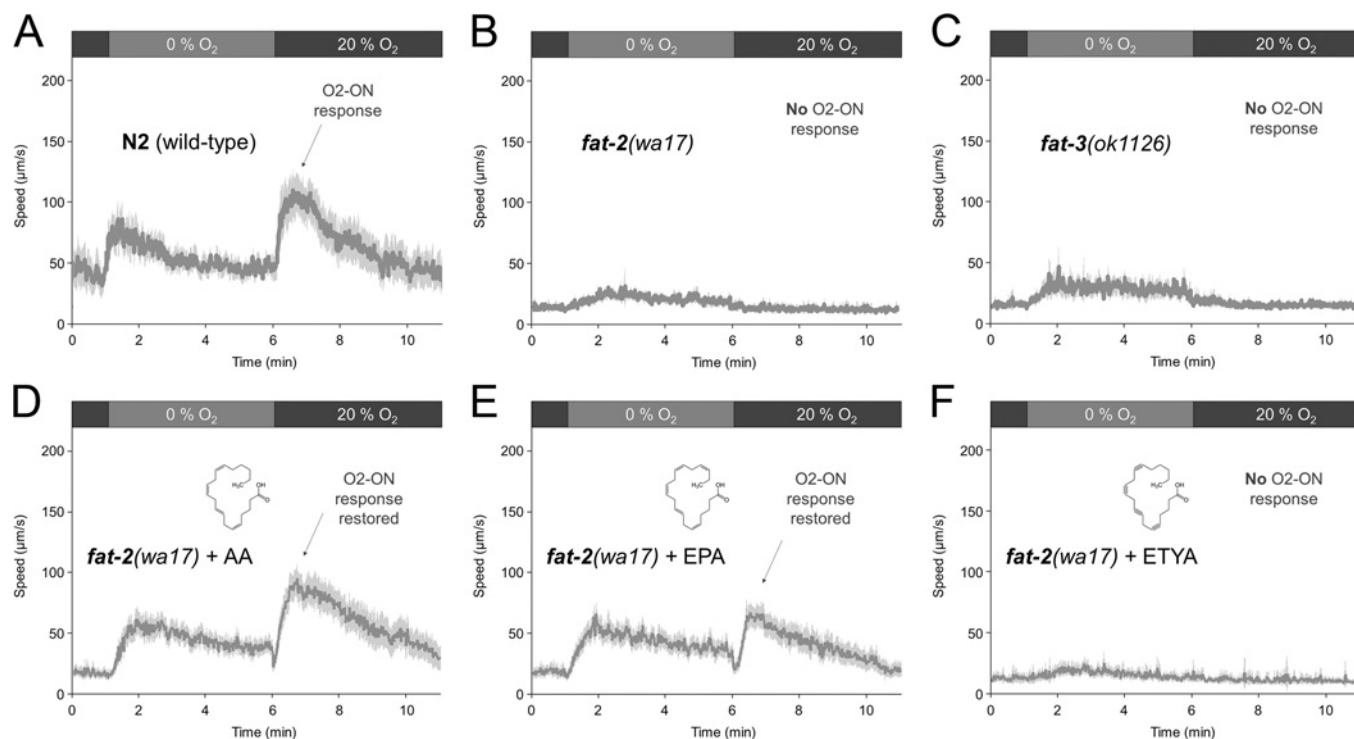 A
0 % O₂
20 % O₂
200
150
100
50
0
Speed (µm/s)
O2-ON
response
N2 (wild-type)
0
2
4
6
8
10
Time (min)
B
0 % O₂
20 % O₂
200
150
100
50
0
Speed (µm/s)
No O2-ON
response
fat-2(wa17)
0
2
4
6
8
10
Time (min)
C
0 % O₂
20 % O₂
200
150
100
50
0
Speed (µm/s)
No O2-ON
response
fat-3(ok1126)
0
2
4
6
8
10
Time (min)
D
0 % O₂
20 % O₂
200
150
100
50
0
Speed (µm/s)
H₃C
OH
O
O2-ON
response
restored
fat-2(wa17) + AA
0
2
4
6
8
10
Time (min)
E
0 % O₂
20 % O₂
200
150
100
50
0
Speed (µm/s)
H₃C
OH
O
O2-ON
response
restored
fat-2(wa17) + EPA
0
2
4
6
8
10
Time (min)
F
0 % O₂
20 % O₂
200
150
100
50
0
Speed (µm/s)
H₃C
OH
O
No O2-ON
response
fat-2(wa17) + ETYA
0
2
4
6
8
10
Time (min)